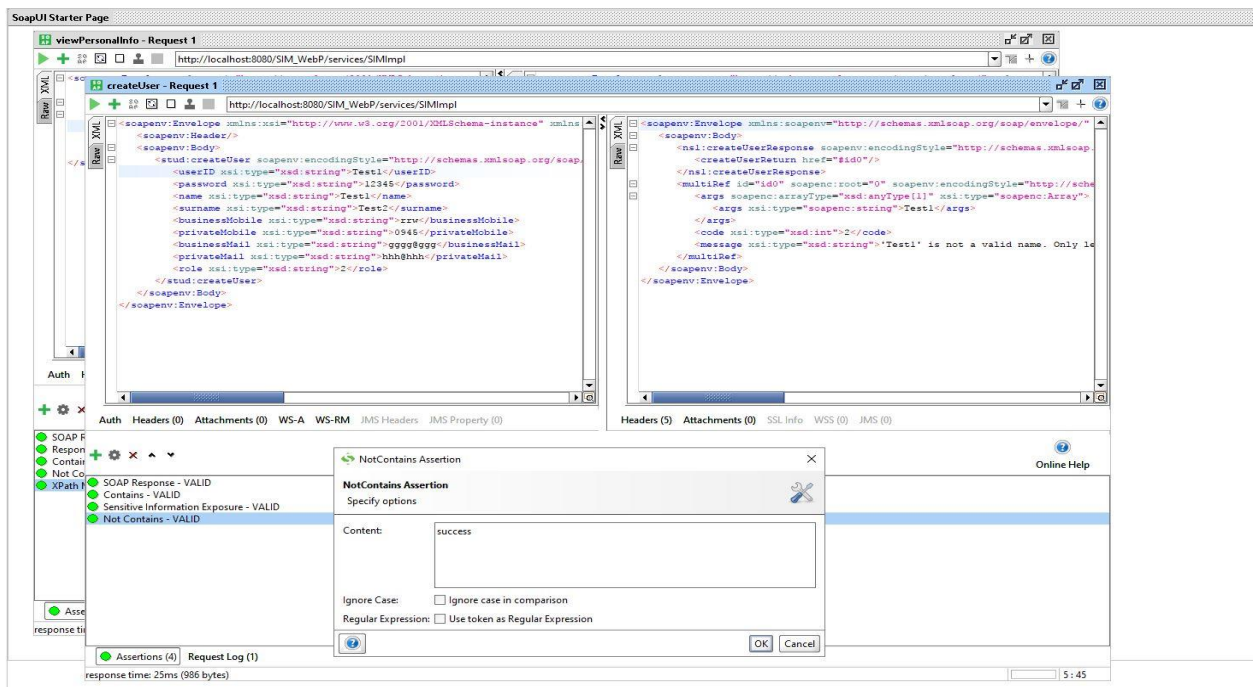 SoapUI Starter Page
viewPersonalInfo - Request 1
http://localhost:8080/SIM_WebP/services/SIMImpl
createUser - Request 1
http://localhost:8080/SIM_WebP/services/SIMImpl
XML
Raw
<soapenv:Envelope xmlns:xsi="http://www.w3.org/2001/XMLSchema-instance" xmlns
<soapenv:Header/>
<soapenv:Body>
<stud:createUser soapenv:encodingStyle="http://schemas.xmlsoap.org/soap/
<userID xsi:type="xsd:string">Test1</userID>
<password xsi:type="xsd:string">12345</password>
<name xsi:type="xsd:string">Test1</name>
<surname xsi:type="xsd:string">Test2</surname>
<businessMobile xsi:type="xsd:string">rrw</businessMobile>
<privateMobile xsi:type="xsd:string">0945</privateMobile>
<businessMail xsi:type="xsd:string">gggg@ggg</businessMail>
<privateMail xsi:type="xsd:string">hhh@hhh</privateMail>
<role xsi:type="xsd:string">2</role>
</stud:createUser>
</soapenv:Body>
</soapenv:Envelope>
XML
Raw
<soapenv:Envelope xmlns:soapenv="http://schemas.xmlsoap.org/soap/envelope/"
<soapenv:Body>
<ns1:createUserResponse soapenv:encodingStyle="http://schemas.xmlsoap.
<createUserReturn href="#id0"/>
</ns1:createUserResponse>
<multiRef id="id0" soapenc:root="0" soapenv:encodingStyle="http://sche
<args soapenc:arrayType="xsd:anyType[1]" xsi:type="soapenc:Array">
<args xsi:type="soapenc:string">Test1</args>
</args>
<code xsi:type="xsd:int">2</code>
<message xsi:type="xsd:string">'Test1' is not a valid name. Only le
</multiRef>
</soapenv:Body>
</soapenv:Envelope>
XML
Raw
Auth
Auth Headers (0) Attachments (0) WS-A WS-RM JMS Headers JMS Property (0)
Headers (5) Attachments (0) SSL Info WSS (0) JMS (0)
Online Help
SOAP R
Respon
Contain
Not Co
XPath M
SOAP Response - VALID
Contains - VALID
Sensitive Information Exposure - VALID
Not Contains - VALID
NotContains Assertion
NotContains Assertion
Specify options
Content:
success
Ignore Case: Ignore case in comparison
Regular Expression: Use token as Regular Expression
OK Cancel
Asse
response ti
Assertions (4) Request Log (1)
response time: 25ms (986 bytes)
5 : 45